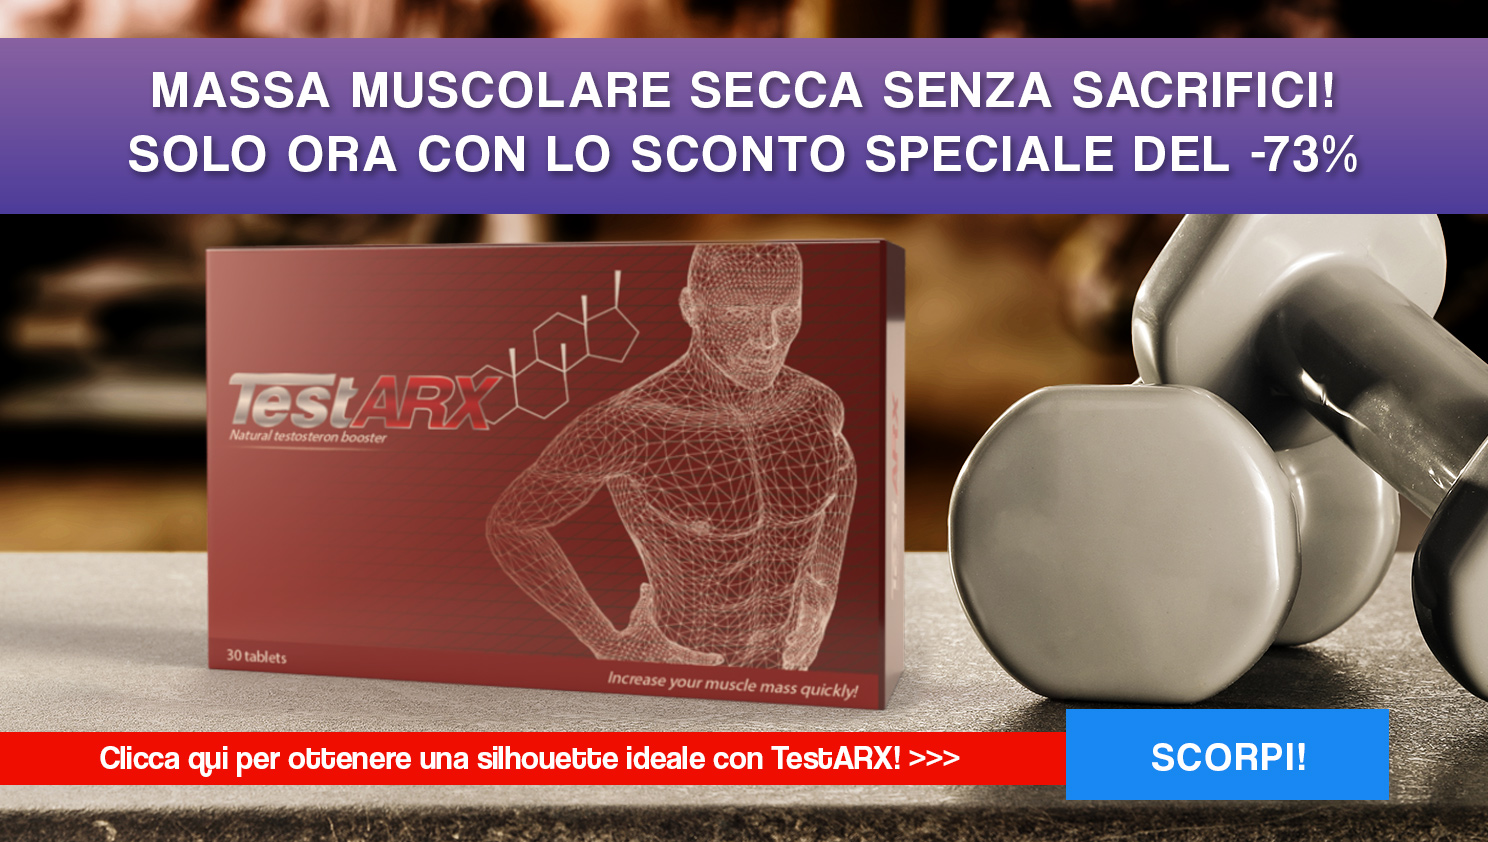 MASSA MUSCOLARE SECCA SENZA SACRIFICI!
SOLO ORA CON LO SCONTO SPECIALE DEL -73%
TestARX
Natural testosteron booster
TestARX
30 tablets
Increase your muscle mass quickly!
Clicca qui per ottenere una silhouette ideale con TestARX! >>>
SCORPI!